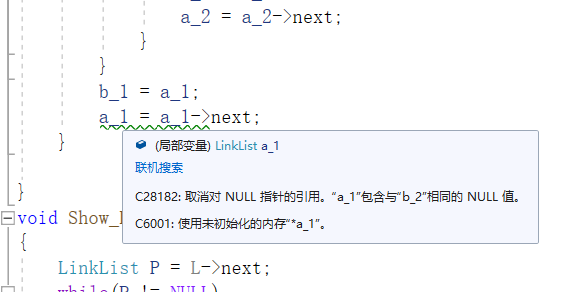 a_2 = a_2->next;
}
}
b_1 = a_1;
a_1 = a_1->next;
}
(局部变量) LinkList a_1
联机搜索
C28182: 取消对 NULL 指针的引用。“a_1”包含与“b_2”相同的 NULL 值。
C6001: 使用未初始化的内存“*a_1”。
}
void Show_
{
LinkList P = L->next;
while(P != NULL)